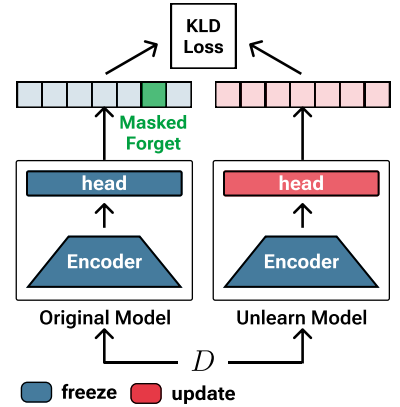 KLD
Loss
Masked
Forget
head
head
Encoder
Encoder
Original Model
Unlearn Model
D
freeze
update